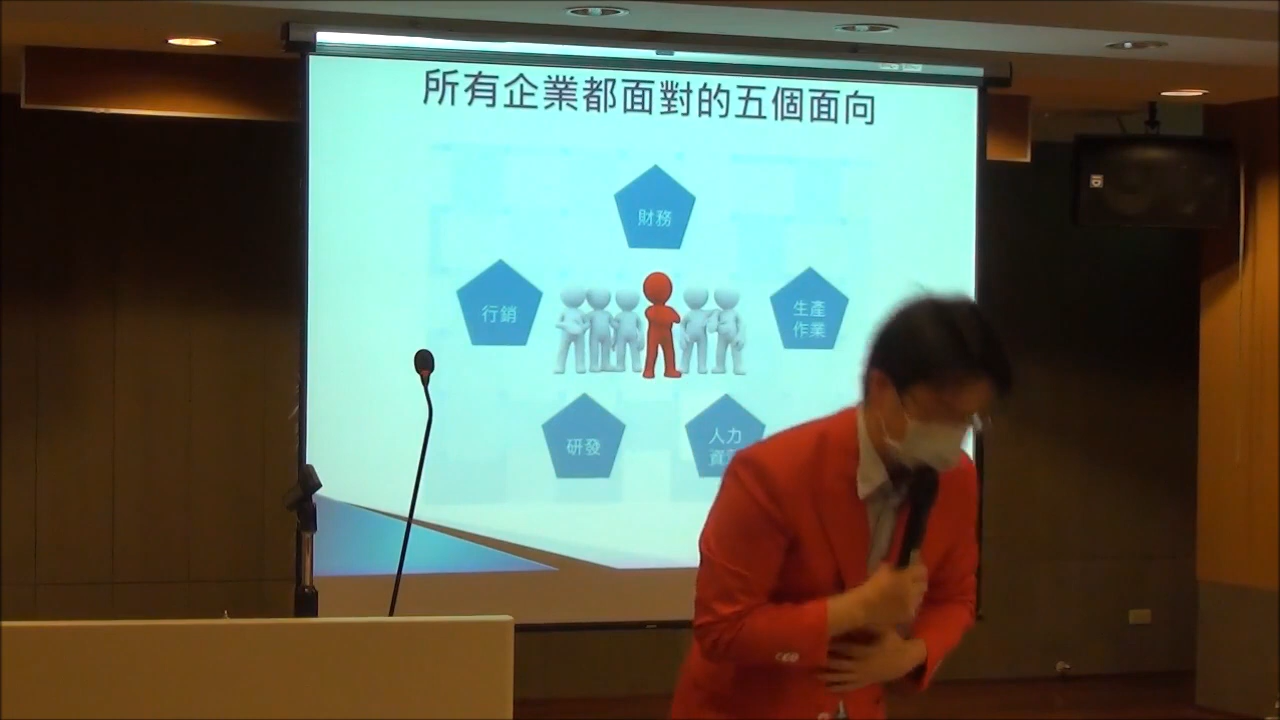 所有企業都面對的五個面向
財務
行銷
生產
作業
研發
人力
資